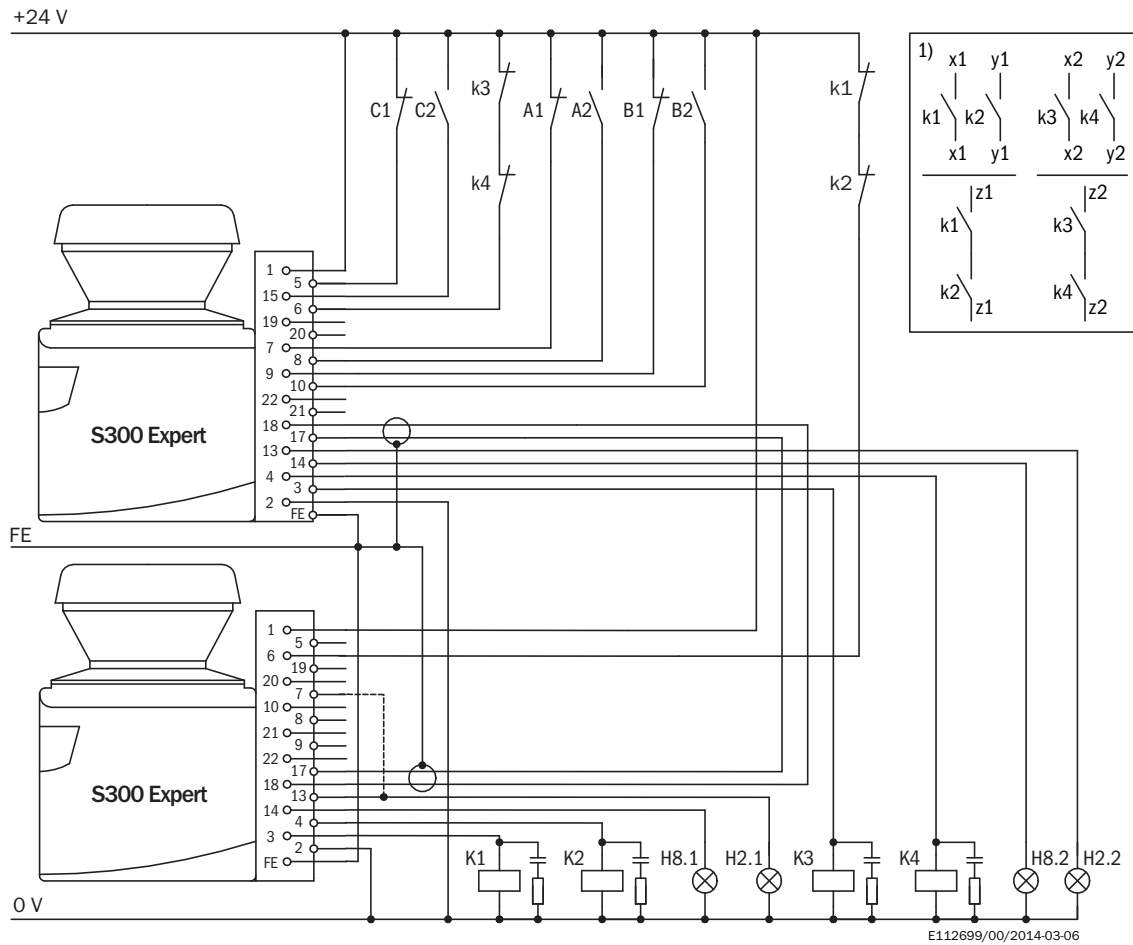 +24 V
1)
x1 y1 x2 y2
k1 k2 k3 k4
x1 y1 x2 y2
z1 z2
k1 k3
k2 k4
z1 z2
C1 C2 k3 A1 A2 B1 B2 k1
k4 k2
1
5
15
6
19
20
7
8
9
10
22
21
18
17
13
14
4
3
2
FE
S300 Expert
FE
1
5
6
19
20
7
10
8
21
9
22
17
18
13
14
4
3
2
FE
S300 Expert
K1 K2 H8.1 H2.1 K3 K4 H8.2 H2.2
0 V
E112699/00/2014-03-06